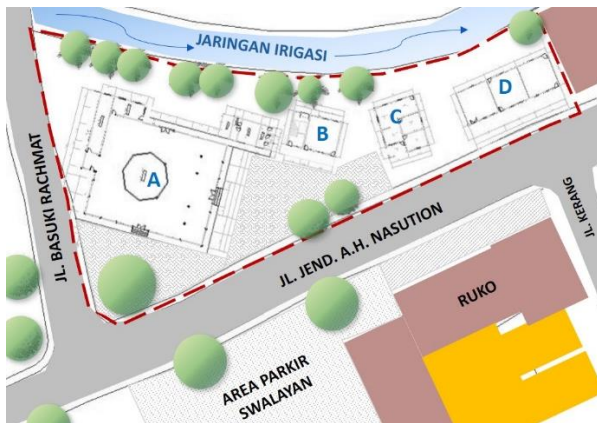 JARINGAN IRIGASI
D
C
B
A
JL. BASUKI RACHMAT
JL. JEND. A.H. NASUTION
JL. KERANG
RUKO
AREA PARKIR
SWALAYAN